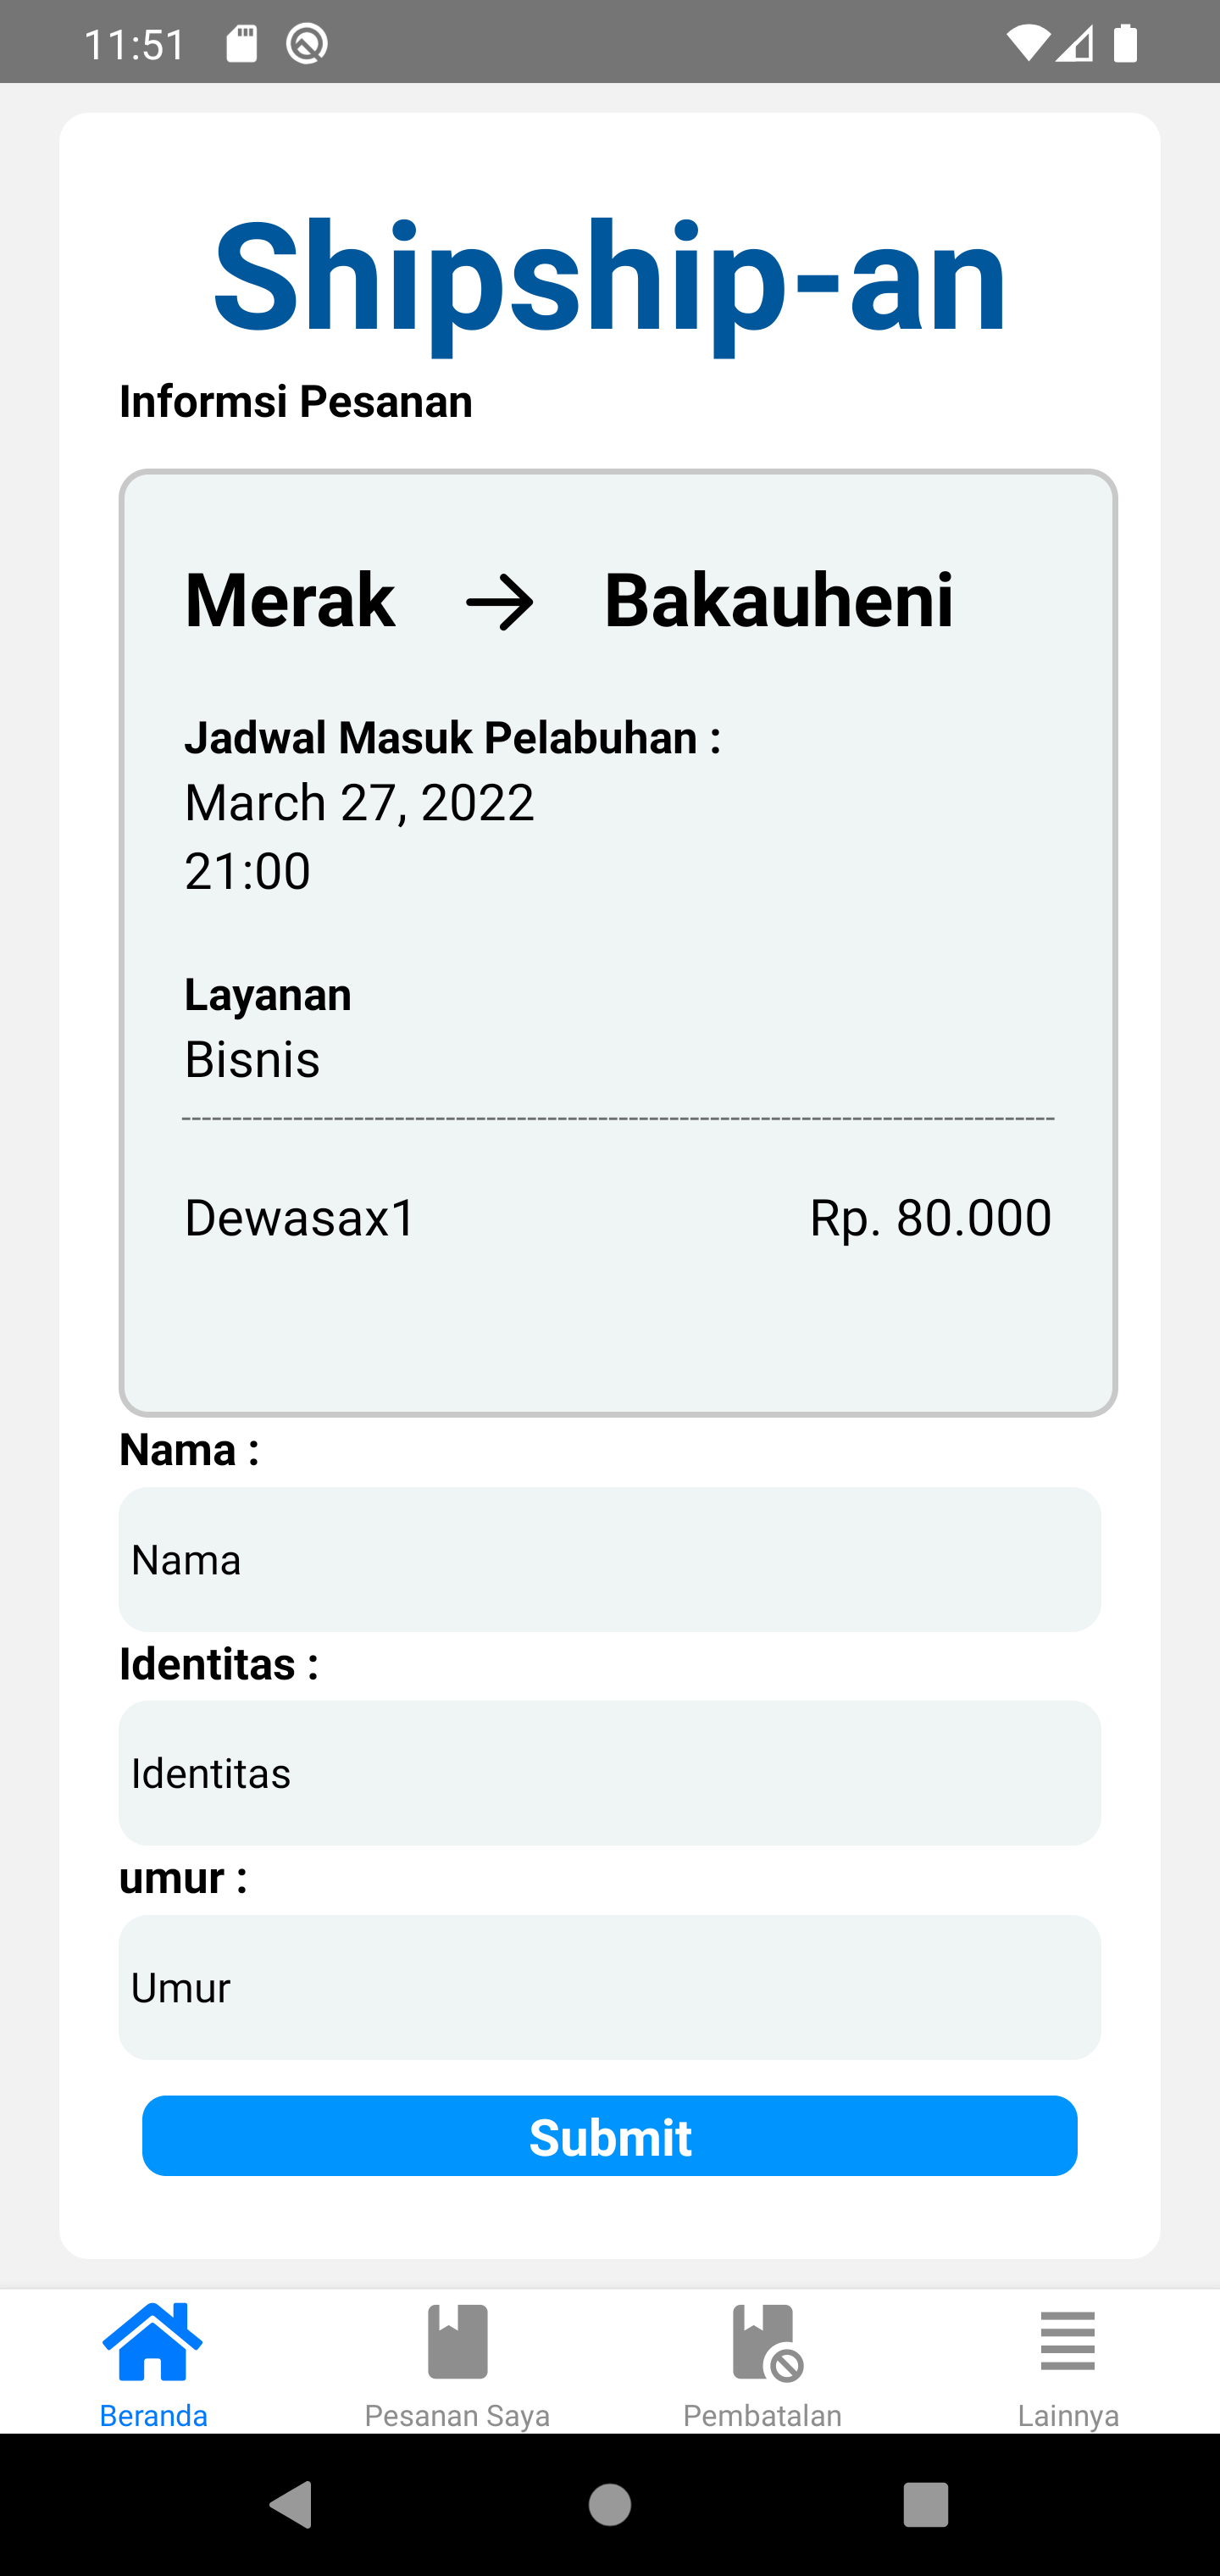 11:51
Shipship-an
Informsi Pesanan
Merak → Bakauheni
Jadwal Masuk Pelabuhan :
March 27, 2022
21:00
Layanan
Bisnis
Dewasax1 Rp. 80.000
Nama :
Nama
Identitas :
Identitas
umur :
Umur
Submit
Beranda Pesanan Saya Pembatalan Lainnya